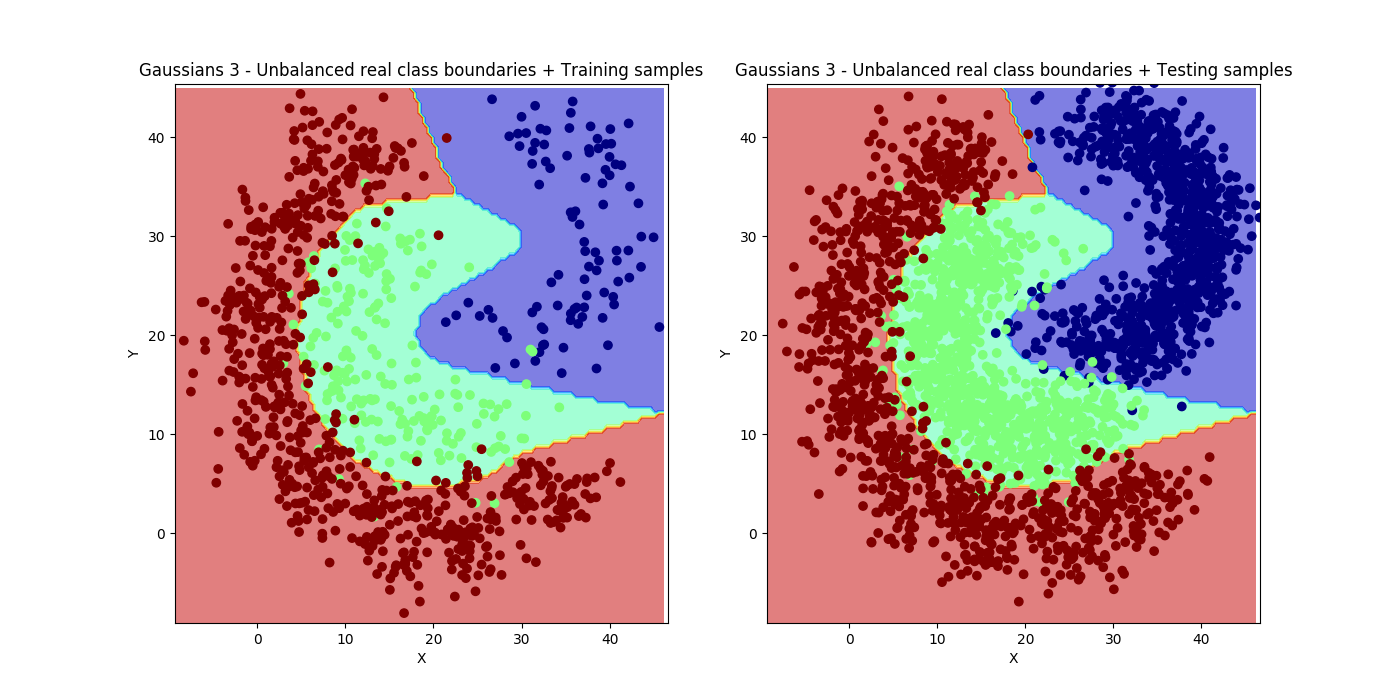 Gaussians 3 - Unbalanced real class boundaries + Training samples
40
30
20
10
0
Y
0 10 20 30 40
X
Gaussians 3 - Unbalanced real class boundaries + Testing samples
40
30
20
10
0
Y
0 10 20 30 40
X